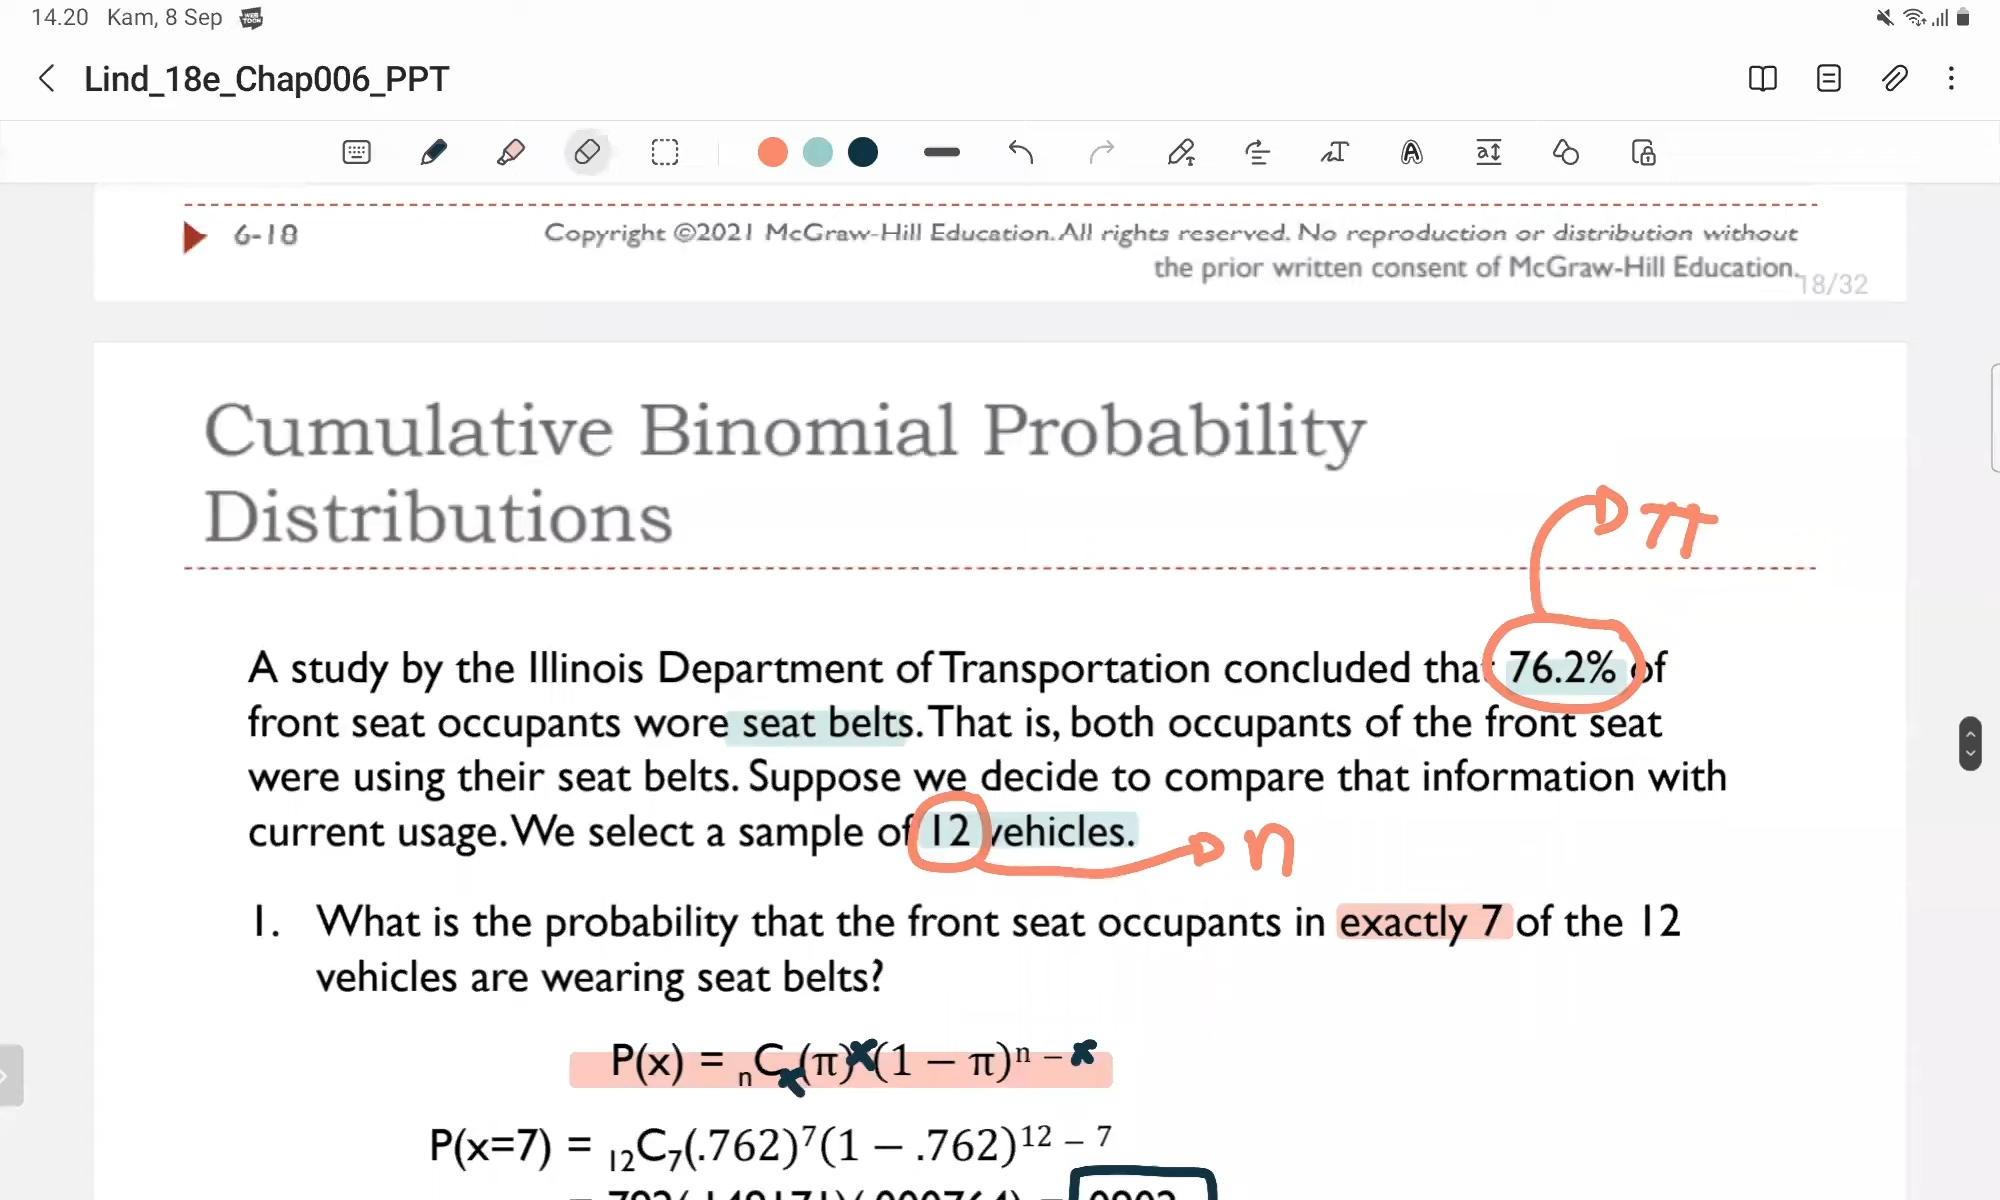 14.20 Kam, 8 Sep WEB TOON
Lind_18e_Chap006_PPT
6-18
Copyright ©2021 McGraw-Hill Education. All rights reserved. No reproduction or distribution without
the prior written consent of McGraw-Hill Education.
18/32
Cumulative Binomial Probability
Distributions
π
A study by the Illinois Department of Transportation concluded that 76.2% of
front seat occupants wore seat belts. That is, both occupants of the front seat
were using their seat belts. Suppose we decide to compare that information with
current usage. We select a sample of 12 vehicles.
n
1. What is the probability that the front seat occupants in exactly 7 of the 12
vehicles are wearing seat belts?
P(x) = nCx(π)x(1 − π)n − x
P(x=7) = 12C7(.762)7(1 − .762)12 − 7